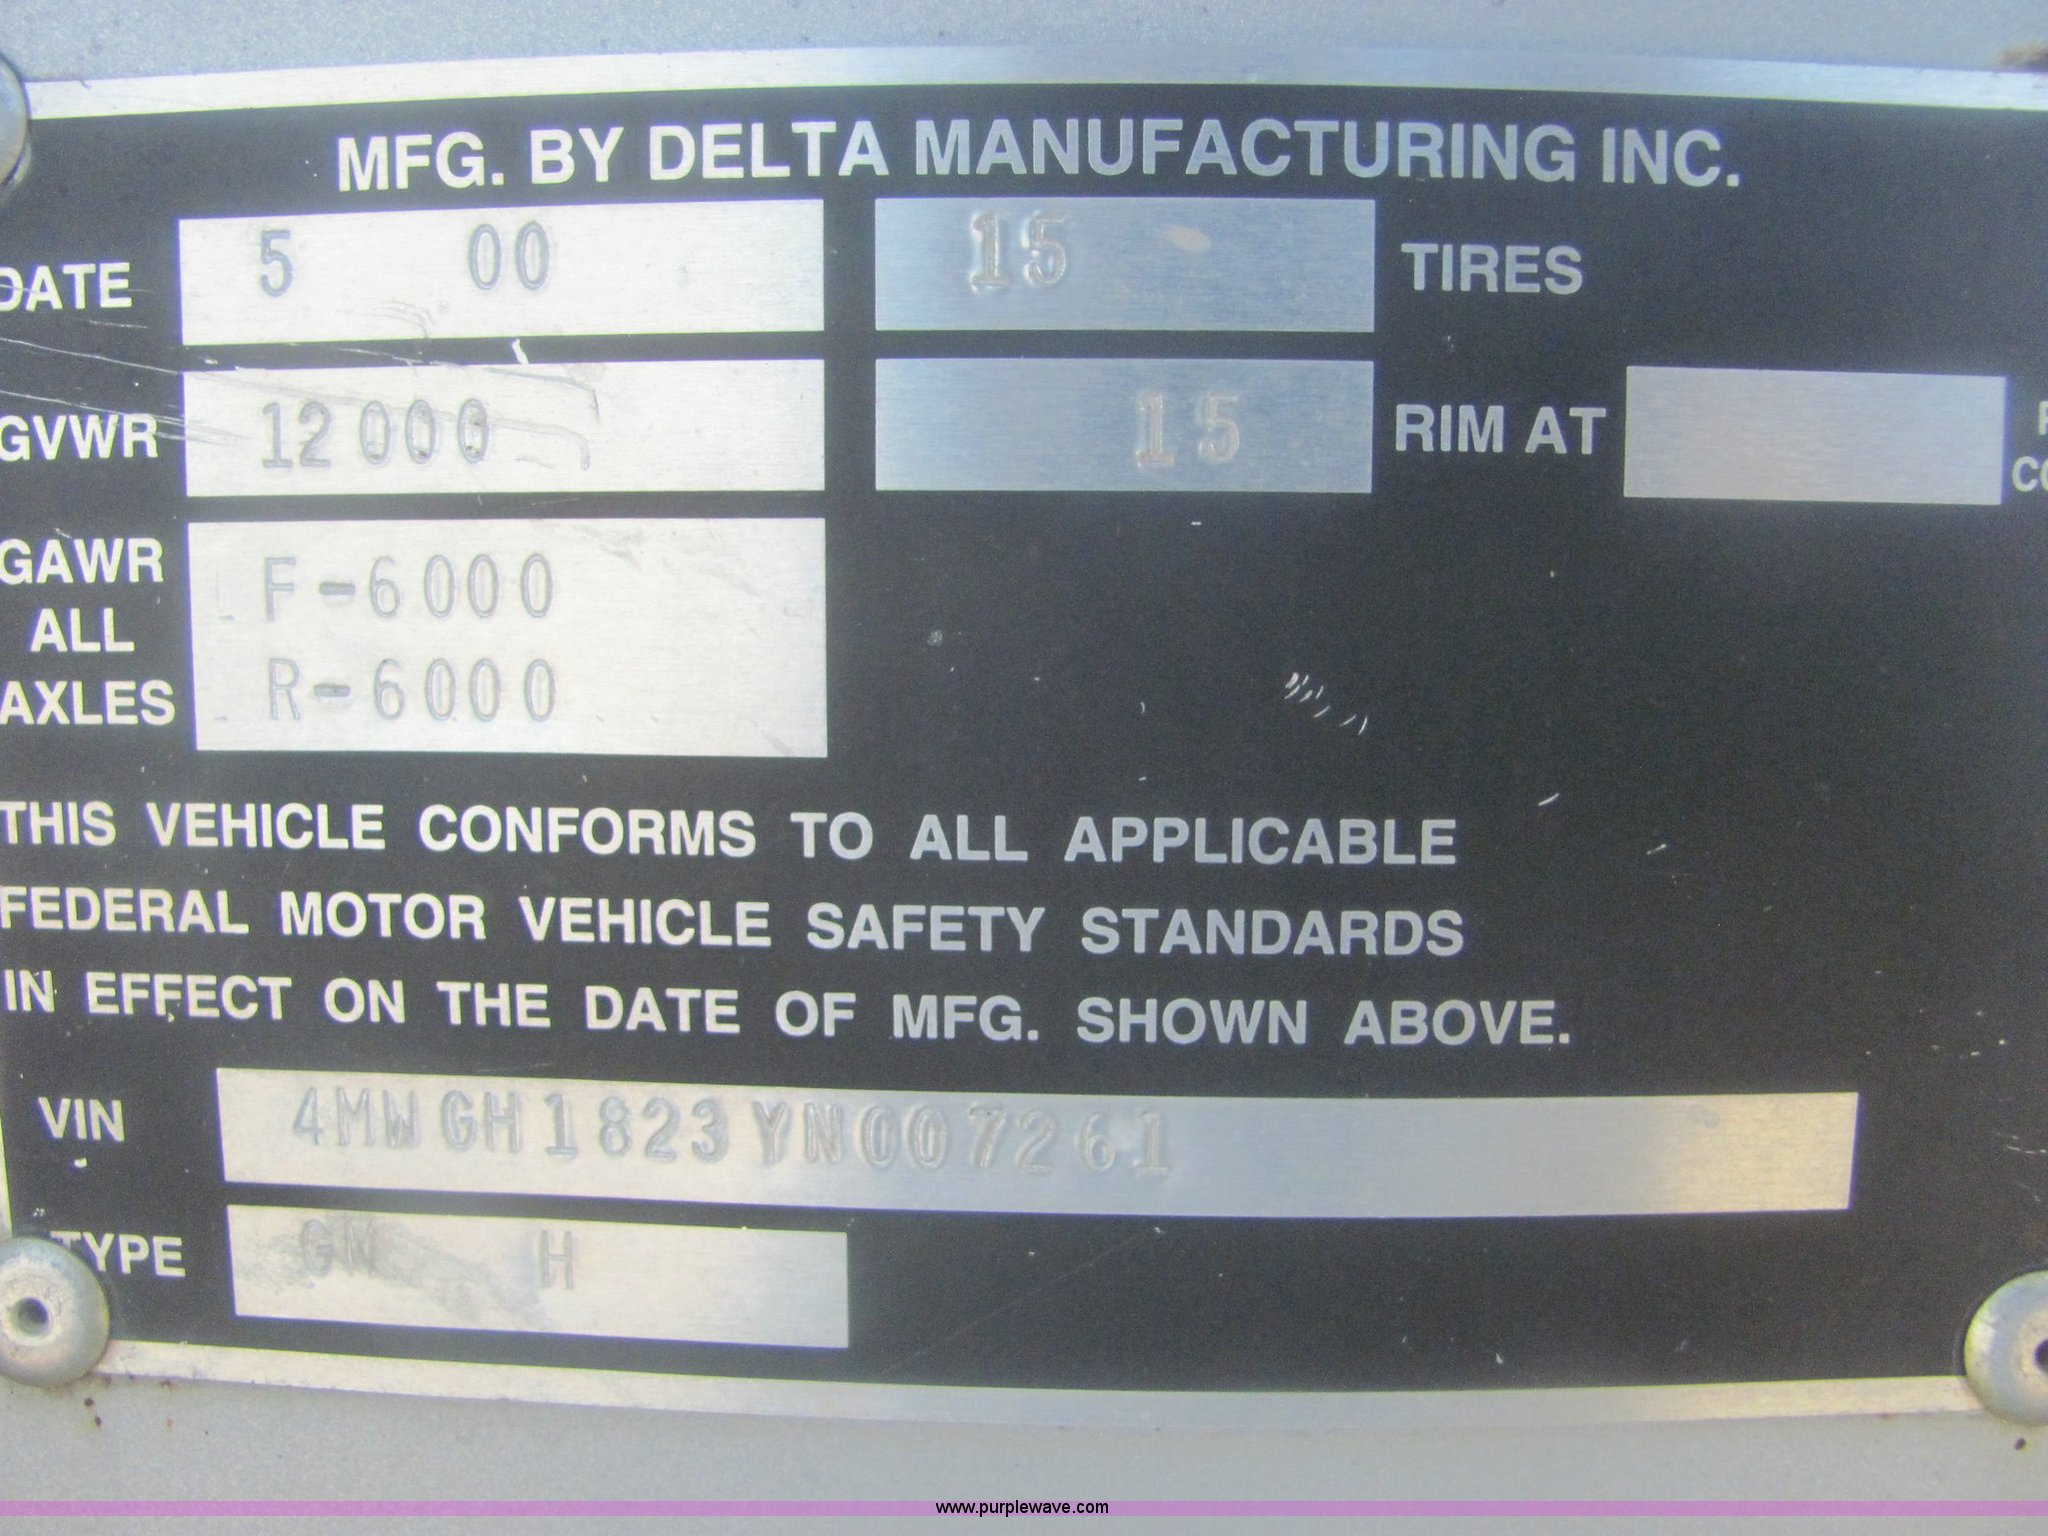 MFG. BY DELTA MANUFACTURING INC.
DATE 5 00 15 TIRES
GVWR 12000 15 RIM AT
GAWR F-6000
ALL
AXLES R-6000
THIS VEHICLE CONFORMS TO ALL APPLICABLE
FEDERAL MOTOR VEHICLE SAFETY STANDARDS
IN EFFECT ON THE DATE OF MFG. SHOWN ABOVE.
VIN 4MWGH1823YN007261
TYPE GN H
www.purplewave.com